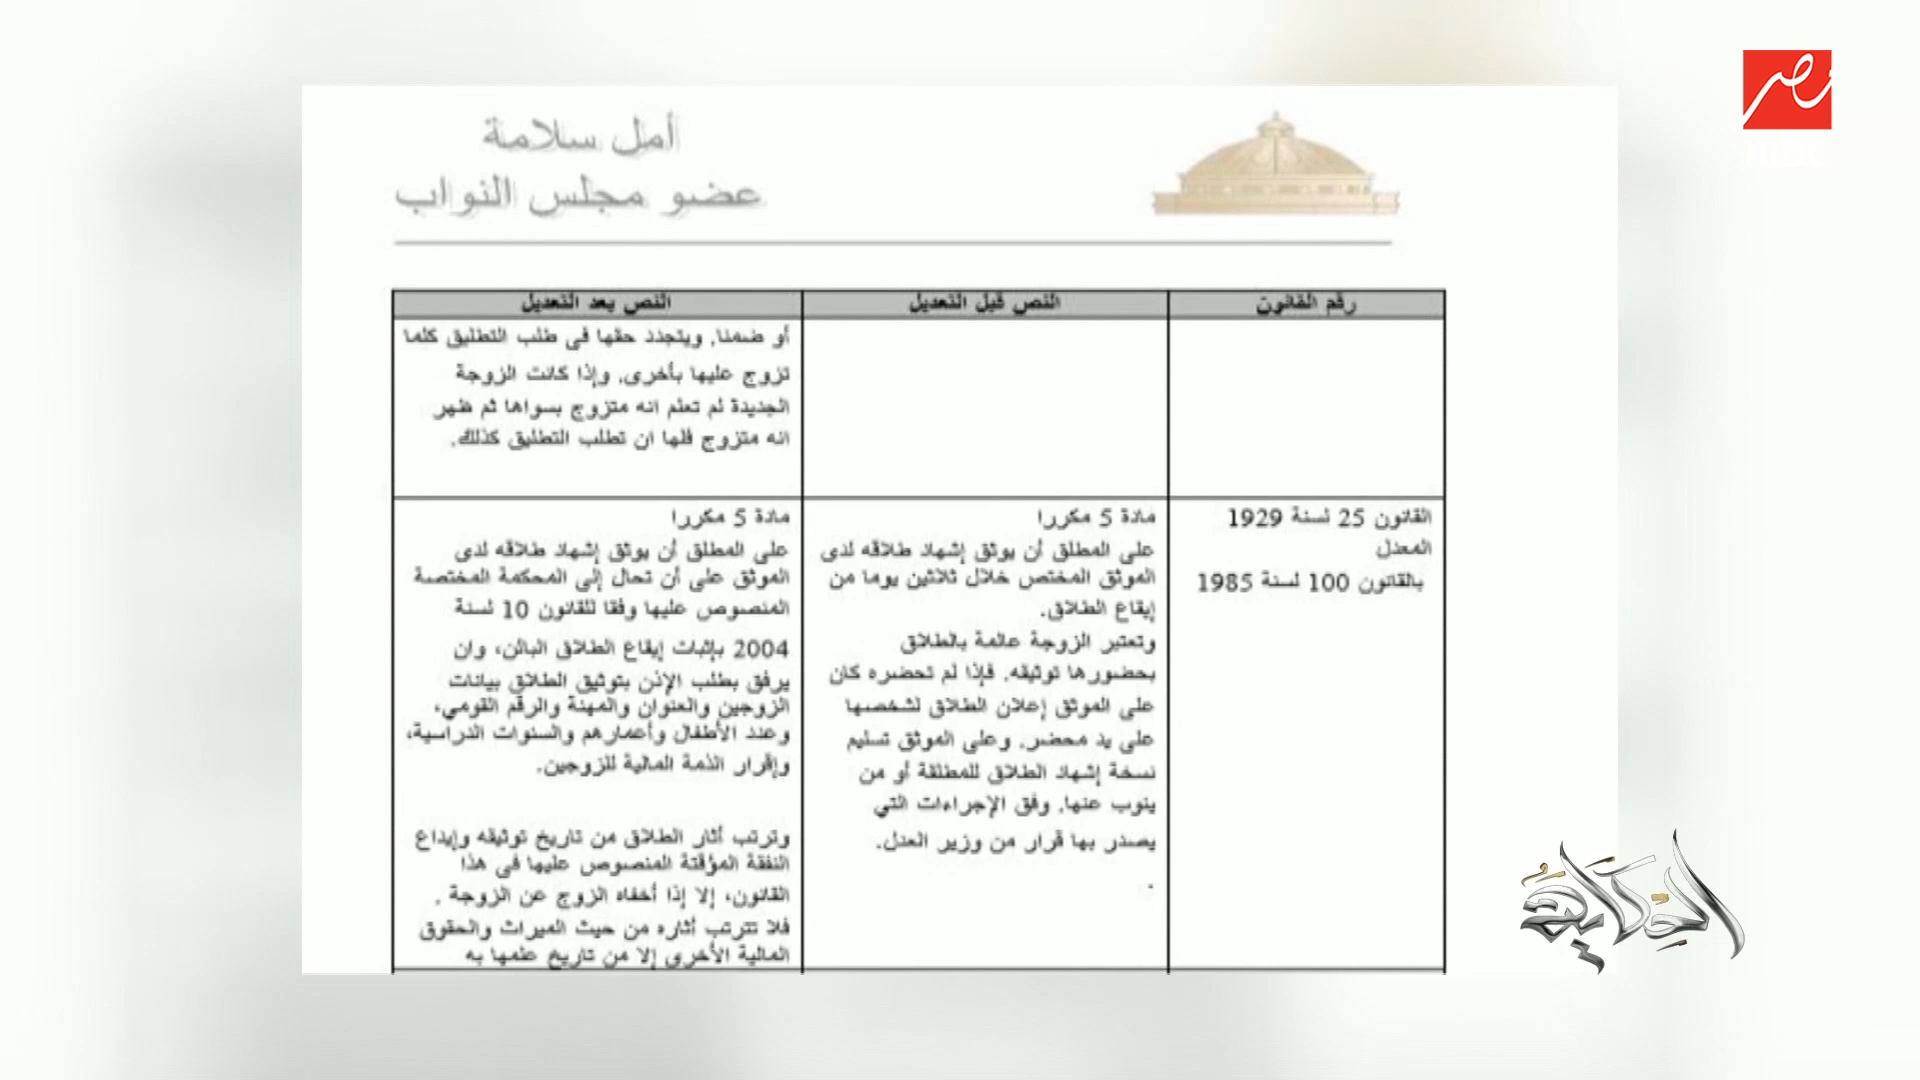 مصر
أمل سلامة
عضو مجلس النواب
رقم القانون
النص قبل التعديل
النص بعد التعديل
أو ضمنا، ويتجدد حقها فى طلب التطليق كلما
تزوج عليها بأخرى، وإذا كانت الزوجة
الجديدة لم تعلم انه متزوج بسواها ثم ظهر
انه متزوج فلها ان تطلب التطليق كذلك.
القانون 25 لسنة 1929
المعدل
بالقانون 100 لسنة 1985
مادة 5 مكررا
على المطلق أن يوثق إشهاد طلاقه لدى
الموثق المختص خلال ثلاثين يوما من
إيقاع الطلاق.
وتعتبر الزوجة عالمة بالطلاق
بحضورها توثيقه، فإذا لم تحضره كان
على الموثق إعلان الطلاق لشخصها
على يد محضر، وعلى الموثق تسليم
نسخة إشهاد الطلاق للمطلقة أو من
ينوب عنها، وفق الإجراءات التي
يصدر بها قرار من وزير العدل.
.
مادة 5 مكررا
على المطلق أن يوثق إشهاد طلاقه لدى
الموثق على أن تحال إلى المحكمة المختصة
المنصوص عليها وفقا للقانون 10 لسنة
2004 بإثبات إيقاع الطلاق البائن، وان
يرفق بطلب الإذن بتوثيق الطلاق بيانات
الزوجين والعنوان والمهنة والرقم القومي،
وعدد الأطفال وأعمارهم والسنوات الدراسية،
وإقرار الذمة المالية للزوجين.
وترتب أثار الطلاق من تاريخ توثيقه وإيداع
النفقة المؤقتة المنصوص عليها فى هذا
القانون، إلا إذا أخفاه الزوج عن الزوجة .
فلا تترتب أثاره من حيث الميراث والحقوق
المالية الأخرى إلا من تاريخ علمها به
الحكاية